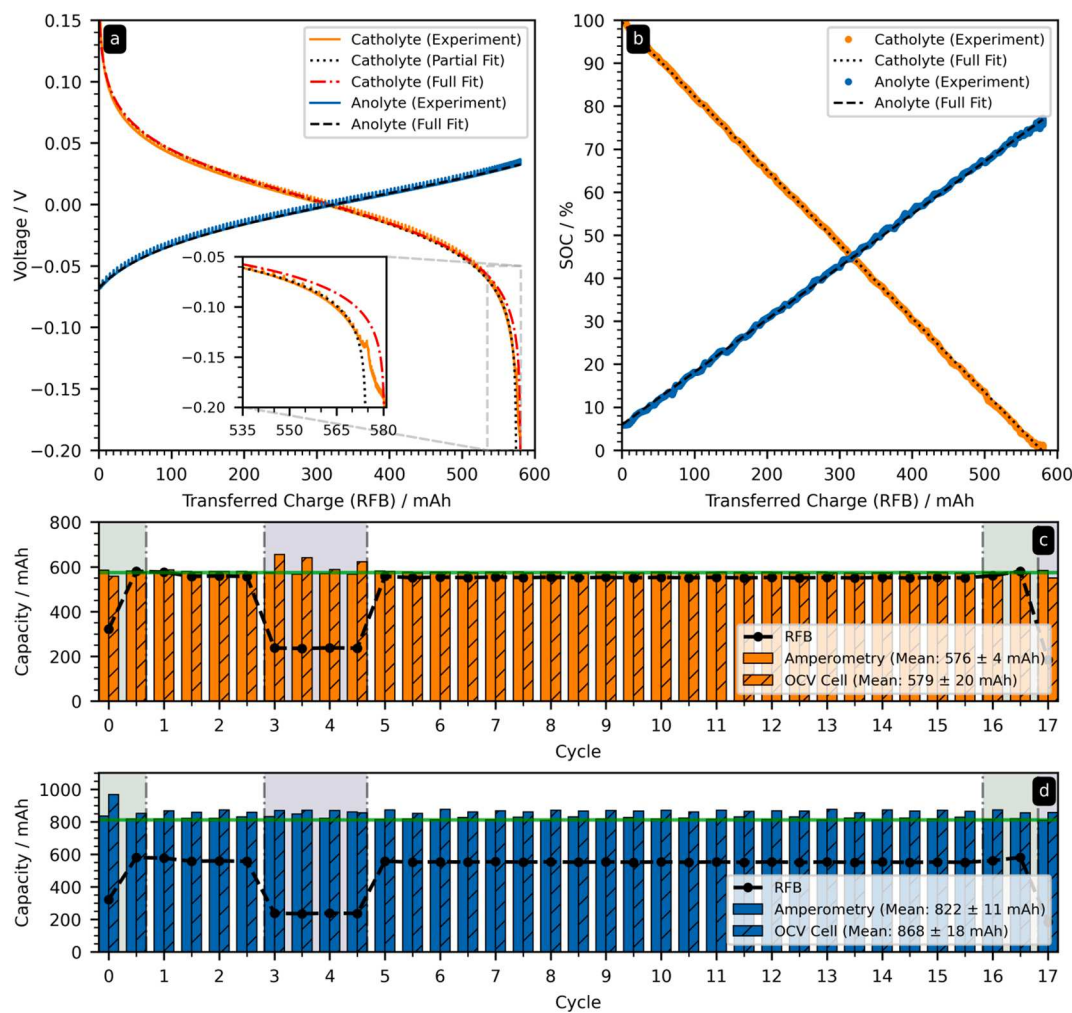 a
0.15
0.10
0.05
0.00
−0.05
−0.10
−0.15
−0.20
Voltage / V
Catholyte (Experiment)
Catholyte (Partial Fit)
Catholyte (Full Fit)
Anolyte (Experiment)
Anolyte (Full Fit)
−0.05
−0.10
−0.15
−0.20
535 550 565 580
0 100 200 300 400 500 600
Transferred Charge (RFB) / mAh
b
100
90
80
70
60
50
40
30
20
10
0
SOC / %
Catholyte (Experiment)
Catholyte (Full Fit)
Anolyte (Experiment)
Anolyte (Full Fit)
0 100 200 300 400 500 600
Transferred Charge (RFB) / mAh
c
800
600
400
200
0
Capacity / mAh
RFB
Amperometry (Mean: 576 ± 4 mAh)
OCV Cell (Mean: 579 ± 20 mAh)
0 1 2 3 4 5 6 7 8 9 10 11 12 13 14 15 16 17
Cycle
d
1000
800
600
400
200
0
Capacity / mAh
RFB
Amperometry (Mean: 822 ± 11 mAh)
OCV Cell (Mean: 868 ± 18 mAh)
0 1 2 3 4 5 6 7 8 9 10 11 12 13 14 15 16 17
Cycle